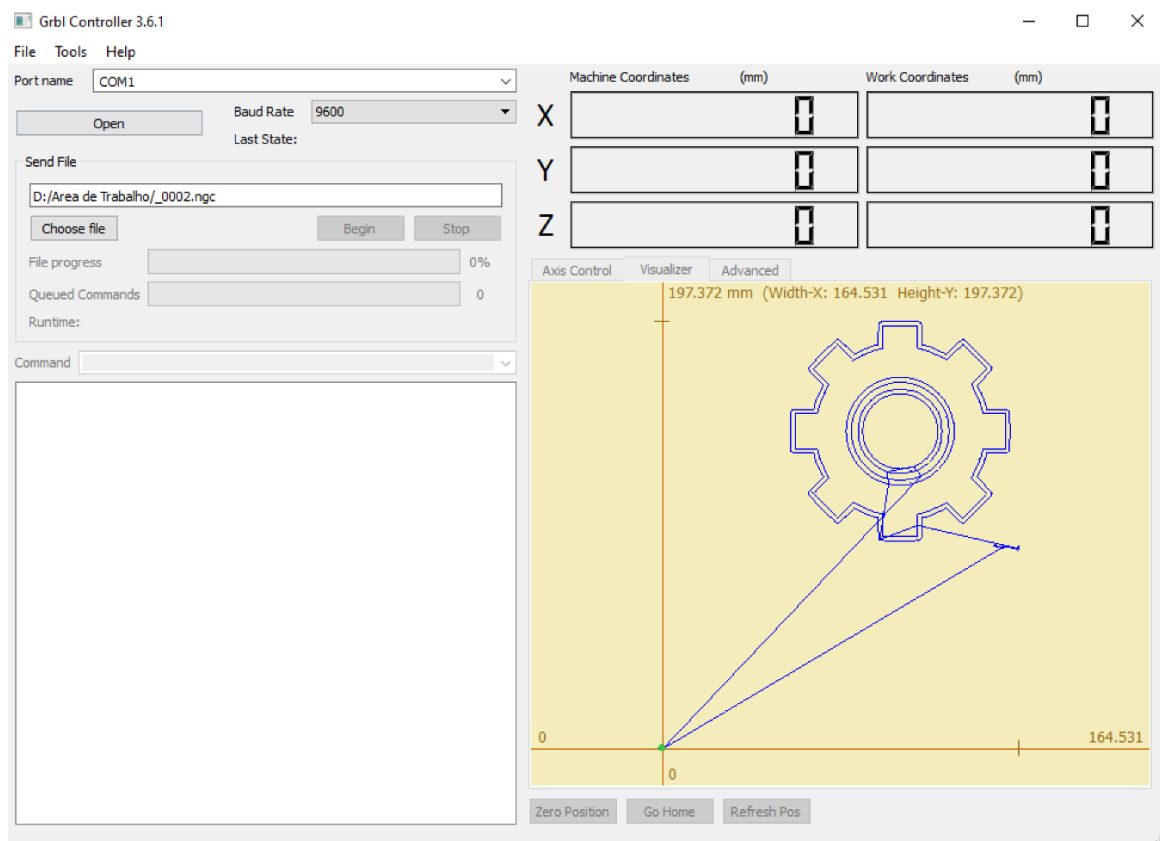 Grbl Controller 3.6.1
File Tools Help
Port name COM1
Open
Baud Rate 9600
Last State:
Send File
D:/Area de Trabalho/_0002.ngc
Choose file Begin Stop
File progress 0%
Queued Commands 0
Runtime:
Command
Machine Coordinates (mm) Work Coordinates (mm)
X 0 0
Y 0 0
Z 0 0
Axis Control Visualizer Advanced
197.372 mm (Width-X: 164.531 Height-Y: 197.372)
0 164.531
0
Zero Position Go Home Refresh Pos